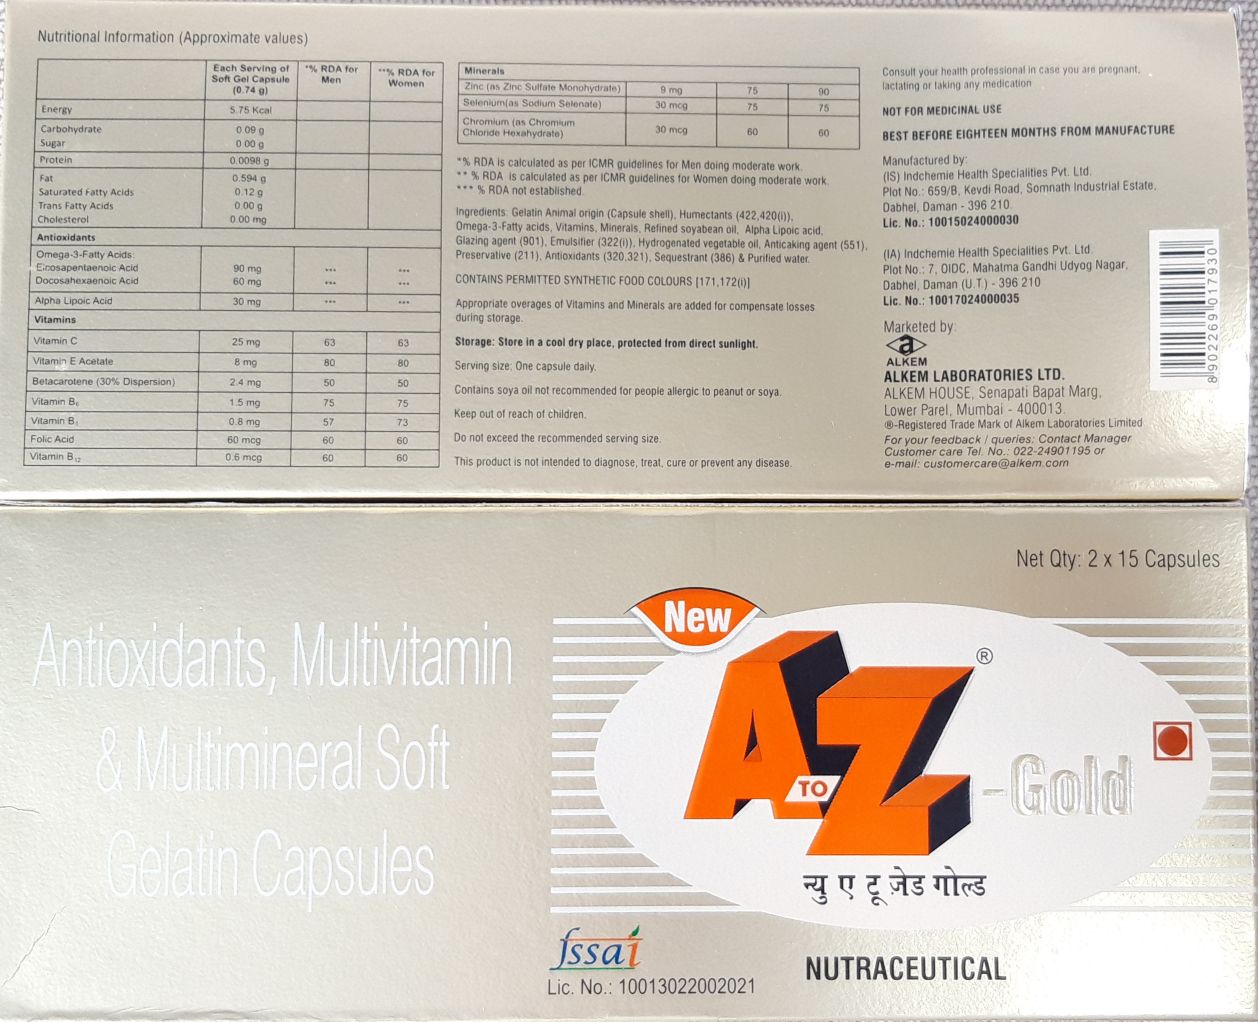 Nutritional Information (Approximate values)
Each Serving of Soft Gel Capsule (0.74 g) *% RDA for Men **% RDA for Women
Energy 5.75 Kcal
Carbohydrate 0.09 g
Sugar 0.00 g
Protein 0.0098 g
Fat 0.594 g
Saturated Fatty Acids 0.12 g
Trans Fatty Acids 0.00 g
Cholesterol 0.00 mg
Antioxidants
Omega-3-Fatty Acids:
Eicosapentaenoic Acid 90 mg *** ***
Docosahexaenoic Acid 60 mg *** ***
Alpha Lipoic Acid 30 mg *** ***
Vitamins
Vitamin C 25 mg 63 63
Vitamin E Acetate 8 mg 80 80
Betacarotene (30% Dispersion) 2.4 mg 50 50
Vitamin B₆ 1.5 mg 75 75
Vitamin B₁ 0.8 mg 57 73
Folic Acid 60 mcg 60 60
Vitamin B₁₂ 0.6 mcg 60 60
Minerals
Zinc (as Zinc Sulfate Monohydrate) 9 mg 75 90
Selenium(as Sodium Selenate) 30 mcg 75 75
Chromium (as Chromium
Chloride Hexahydrate) 30 mcg 60 60
*% RDA is calculated as per ICMR guidelines for Men doing moderate work.
** % RDA is calculated as per ICMR guidelines for Women doing moderate work.
*** % RDA not established.
Ingredients: Gelatin Animal origin (Capsule shell), Humectants (422,420(i)),
Omega-3-Fatty acids, Vitamins, Minerals, Refined soyabean oil, Alpha Lipoic acid,
Glazing agent (901), Emulsifier (322(i)), Hydrogenated vegetable oil, Anticaking agent (551),
Preservative (211), Antioxidants (320,321), Sequestrant (386) & Purified water.
CONTAINS PERMITTED SYNTHETIC FOOD COLOURS [171,172(i)]
Appropriate overages of Vitamins and Minerals are added for compensate losses
during storage.
Storage: Store in a cool dry place, protected from direct sunlight.
Serving size: One capsule daily.
Contains soya oil not recommended for people allergic to peanut or soya.
Keep out of reach of children.
Do not exceed the recommended serving size.
This product is not intended to diagnose, treat, cure or prevent any disease.
Consult your health professional in case you are pregnant,
lactating or taking any medication
NOT FOR MEDICINAL USE
BEST BEFORE EIGHTEEN MONTHS FROM MANUFACTURE
Manufactured by:
(IS) Indchemie Health Specialities Pvt. Ltd.
Plot No.: 659/B, Kevdi Road, Somnath Industrial Estate,
Dabhel, Daman - 396 210.
Lic. No.: 10015024000030
(IA) Indchemie Health Specialities Pvt. Ltd.
Plot No.: 7, OIDC, Mahatma Gandhi Udyog Nagar,
Dabhel, Daman (U.T.) - 396 210
Lic. No.: 10017024000035
Marketed by:
a
ALKEM
ALKEM LABORATORIES LTD.
ALKEM HOUSE, Senapati Bapat Marg,
Lower Parel, Mumbai - 400013.
®-Registered Trade Mark of Alkem Laboratories Limited
For your feedback / queries: Contact Manager
Customer care Tel. No.: 022-24901195 or
e-mail: customercare@alkem.com
8 902269 017930
Net Qty: 2 x 15 Capsules
Antioxidants, Multivitamin
& Multimineral Soft
Gelatin Capsules
New
A TO Z ®
-Gold
न्यु ए टू ज़ेड गोल्ड
fssai
Lic. No.: 10013022002021
NUTRACEUTICAL